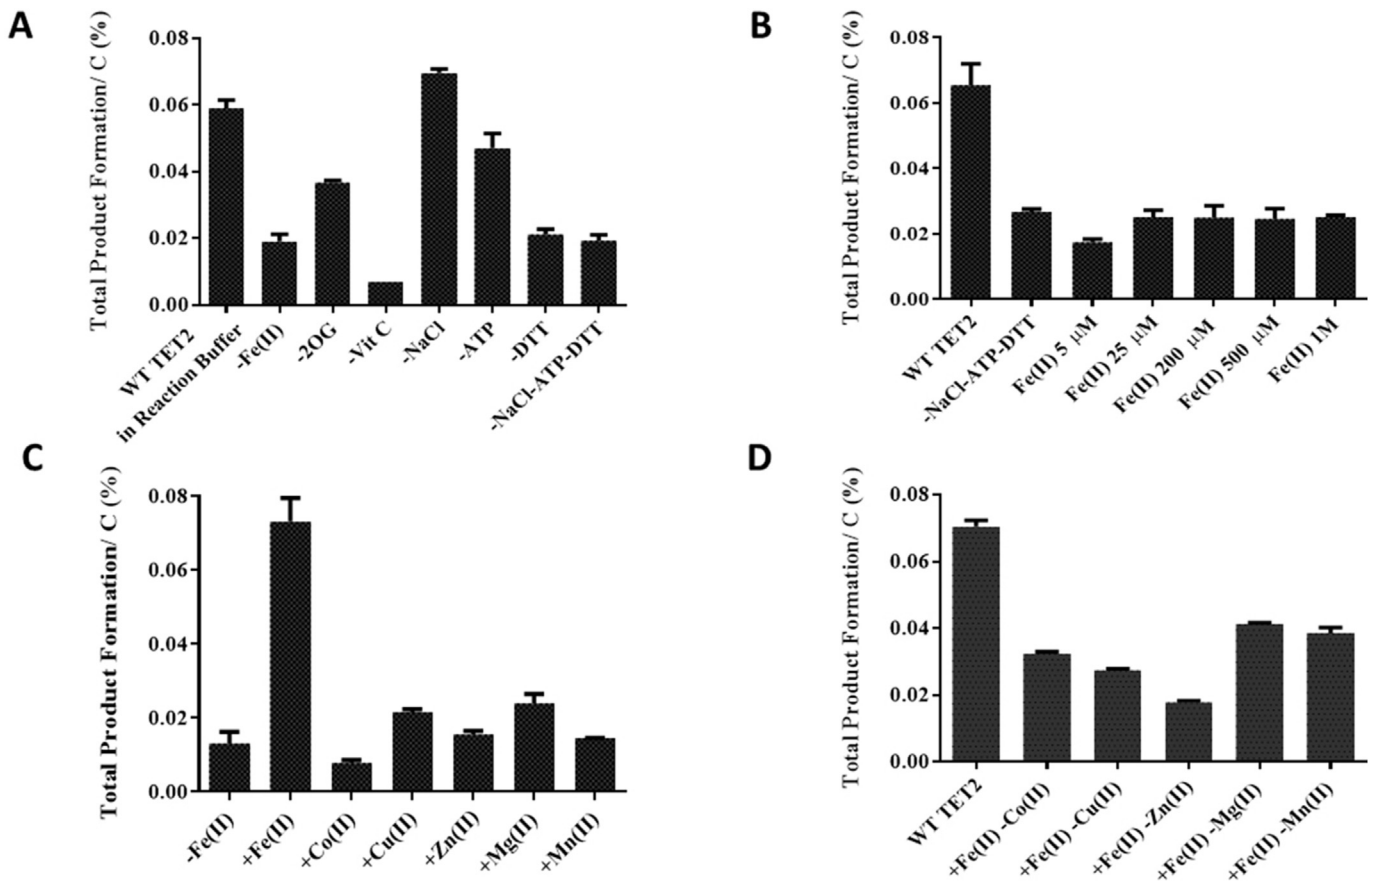 A
Total Product Formation/ C (%)
0.08
0.06
0.04
0.02
0.00
WT TET2
in Reaction Buffer
-Fe(II)
-2OG
-Vit C
-NaCl
-ATP
-DTT
-NaCl-ATP-DTT
B
Total Product Formation/ C (%)
0.08
0.06
0.04
0.02
0.00
WT TET2
-NaCl-ATP-DTT
Fe(II) 5 μM
Fe(II) 25 μM
Fe(II) 200 μM
Fe(II) 500 μM
Fe(II) 1M
C
Total Product Formation/ C (%)
0.08
0.06
0.04
0.02
0.00
-Fe(II)
+Fe(II)
+Co(II)
+Cu(II)
+Zn(II)
+Mg(II)
+Mn(II)
D
Total Product Formation/ C (%)
0.08
0.06
0.04
0.02
0.00
WT TET2
+Fe(II) -Co(II)
+Fe(II) -Cu(II)
+Fe(II) -Zn(II)
+Fe(II) -Mg(II)
+Fe(II) -Mn(II)